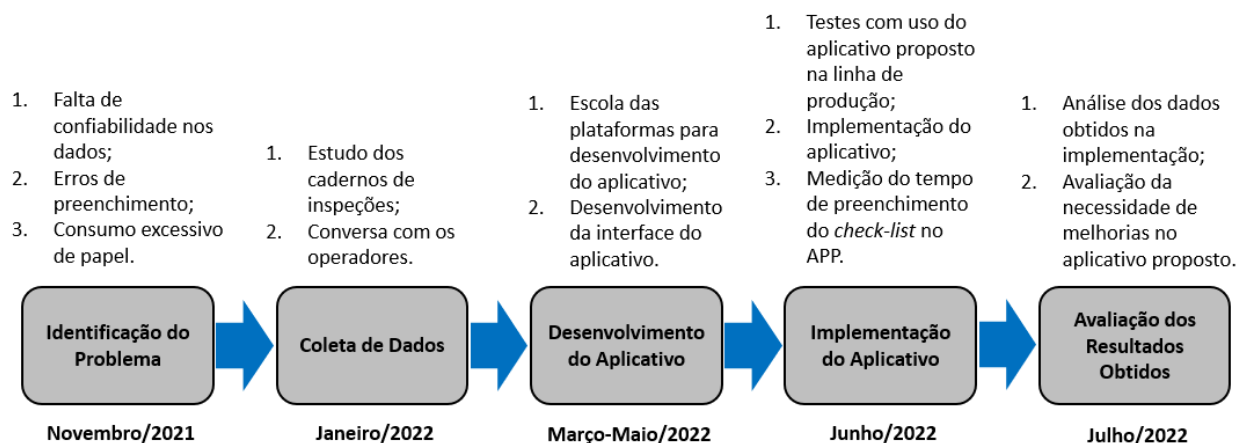 1. Falta de
confiabilidade nos
dados;
2. Erros de
preenchimento;
3. Consumo excessivo
de papel.
1. Estudo dos
cadernos de
inspeções;
2. Conversa com os
operadores.
1. Escola das
plataformas para
desenvolvimento
do aplicativo;
2. Desenvolvimento
da interface do
aplicativo.
1. Testes com uso do
aplicativo proposto
na linha de
produção;
2. Implementação do
aplicativo;
3. Medição do tempo
de preenchimento
do check-list no
APP.
1. Análise dos dados
obtidos na
implementação;
2. Avaliação da
necessidade de
melhorias no
aplicativo proposto.
Identificação do
Problema
Coleta de Dados
Desenvolvimento
do Aplicativo
Implementação
do Aplicativo
Avaliação dos
Resultados
Obtidos
Novembro/2021
Janeiro/2022
Março-Maio/2022
Junho/2022
Julho/2022